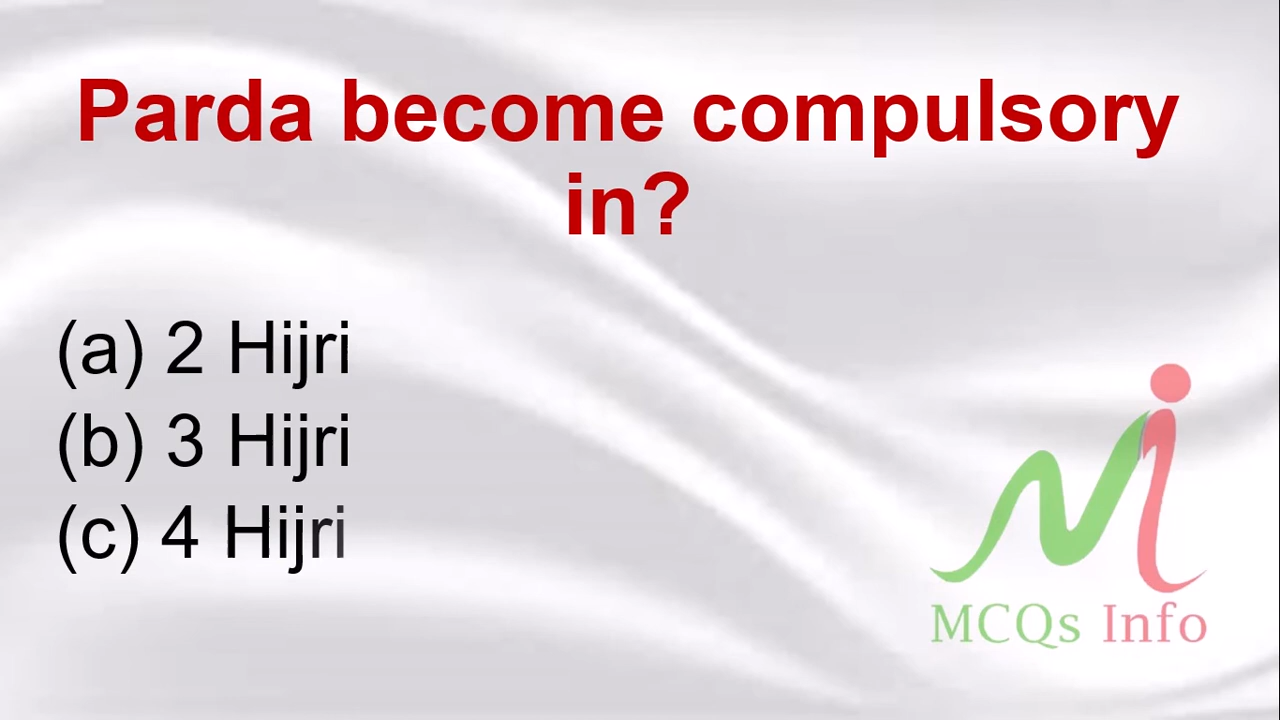 Parda become compulsory
in?
(a) 2 Hijri
(b) 3 Hijri
(c) 4 Hijri
MCQs Info